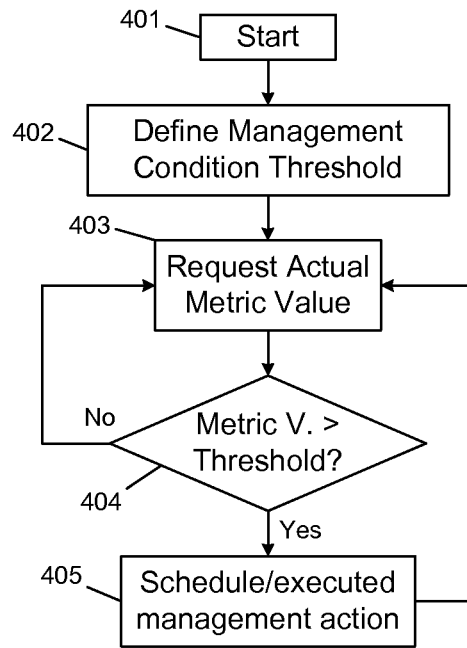 401
Start
402
Define Management
Condition Threshold
403
Request Actual
Metric Value
No
Metric V. >
Threshold?
404
Yes
405
Schedule/executed
management action